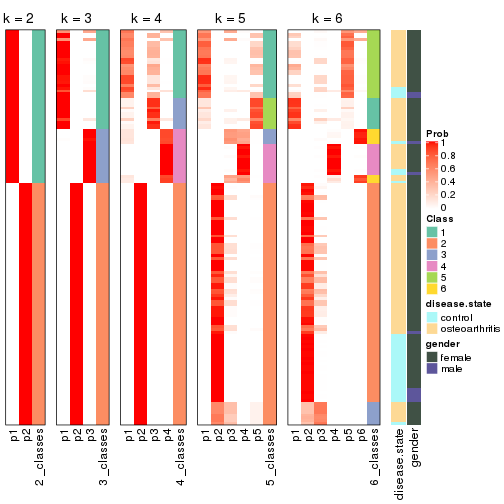 k = 2 k = 3 k = 4 k = 5 k = 6
Prob
1
0.8
0.6
0.4
0.2
0
Class
1
2
3
4
5
6
disease.state
control
osteoarthritis
gender
female
male
p1 p2 2_classes p1 p2 p3 3_classes p1 p2 p3 p4 4_classes p1 p2 p3 p4 p5 5_classes p1 p2 p3 p4 p5 p6 6_classes disease.state gender